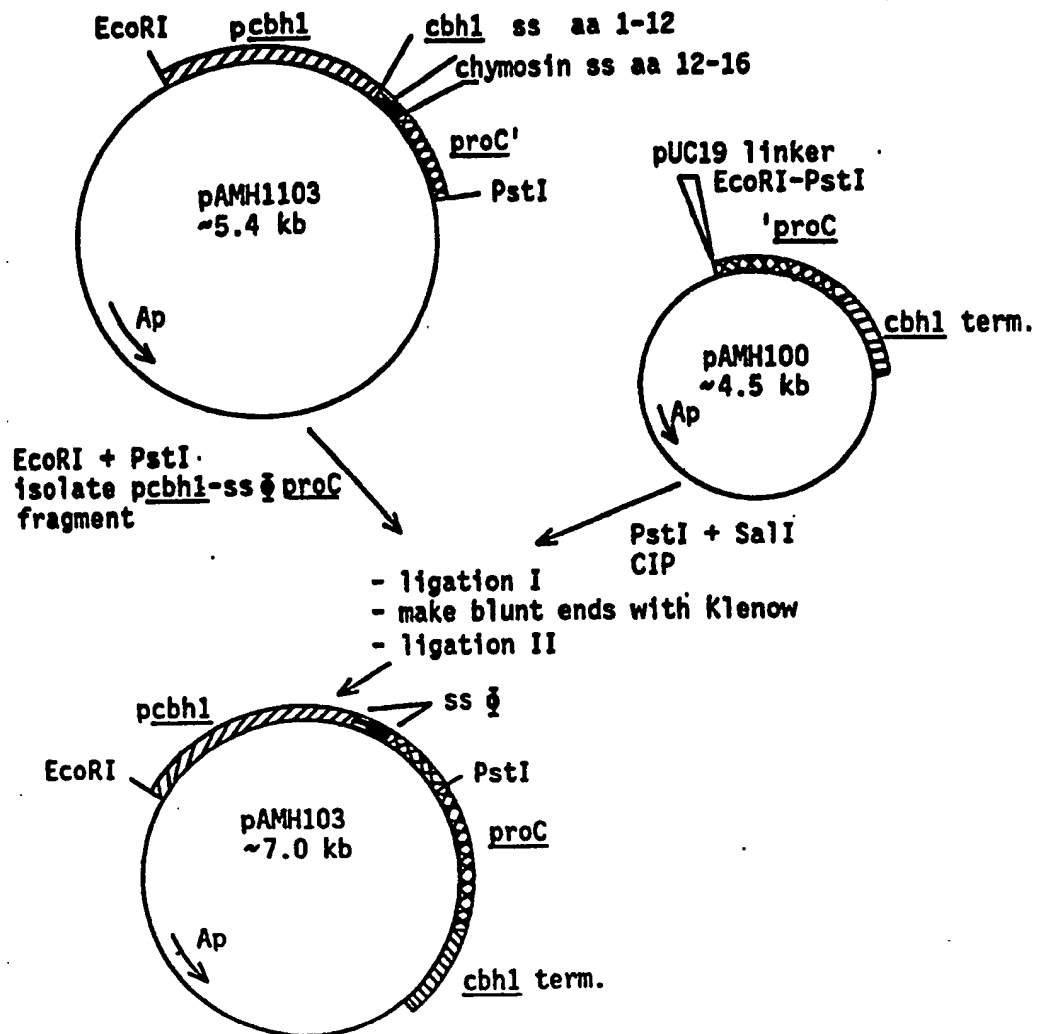 EcoRI
pcbh1
cbh1 ss aa 1-12
chymosin ss aa 12-16
proC'
PstI
pAMH1103
~5.4 kb
Ap
pUC19 linker
EcoRI-PstI
'proC
cbh1 term.
pAMH100
~4.5 kb
Ap
EcoRI + PstI
isolate pcbh1-ss Φ proC
fragment
PstI + SalI
CIP
- ligation I
- make blunt ends with Klenow
- ligation II
pcbh1
ss Φ
EcoRI
PstI
pAMH103
~7.0 kb
proC
Ap
cbh1 term.